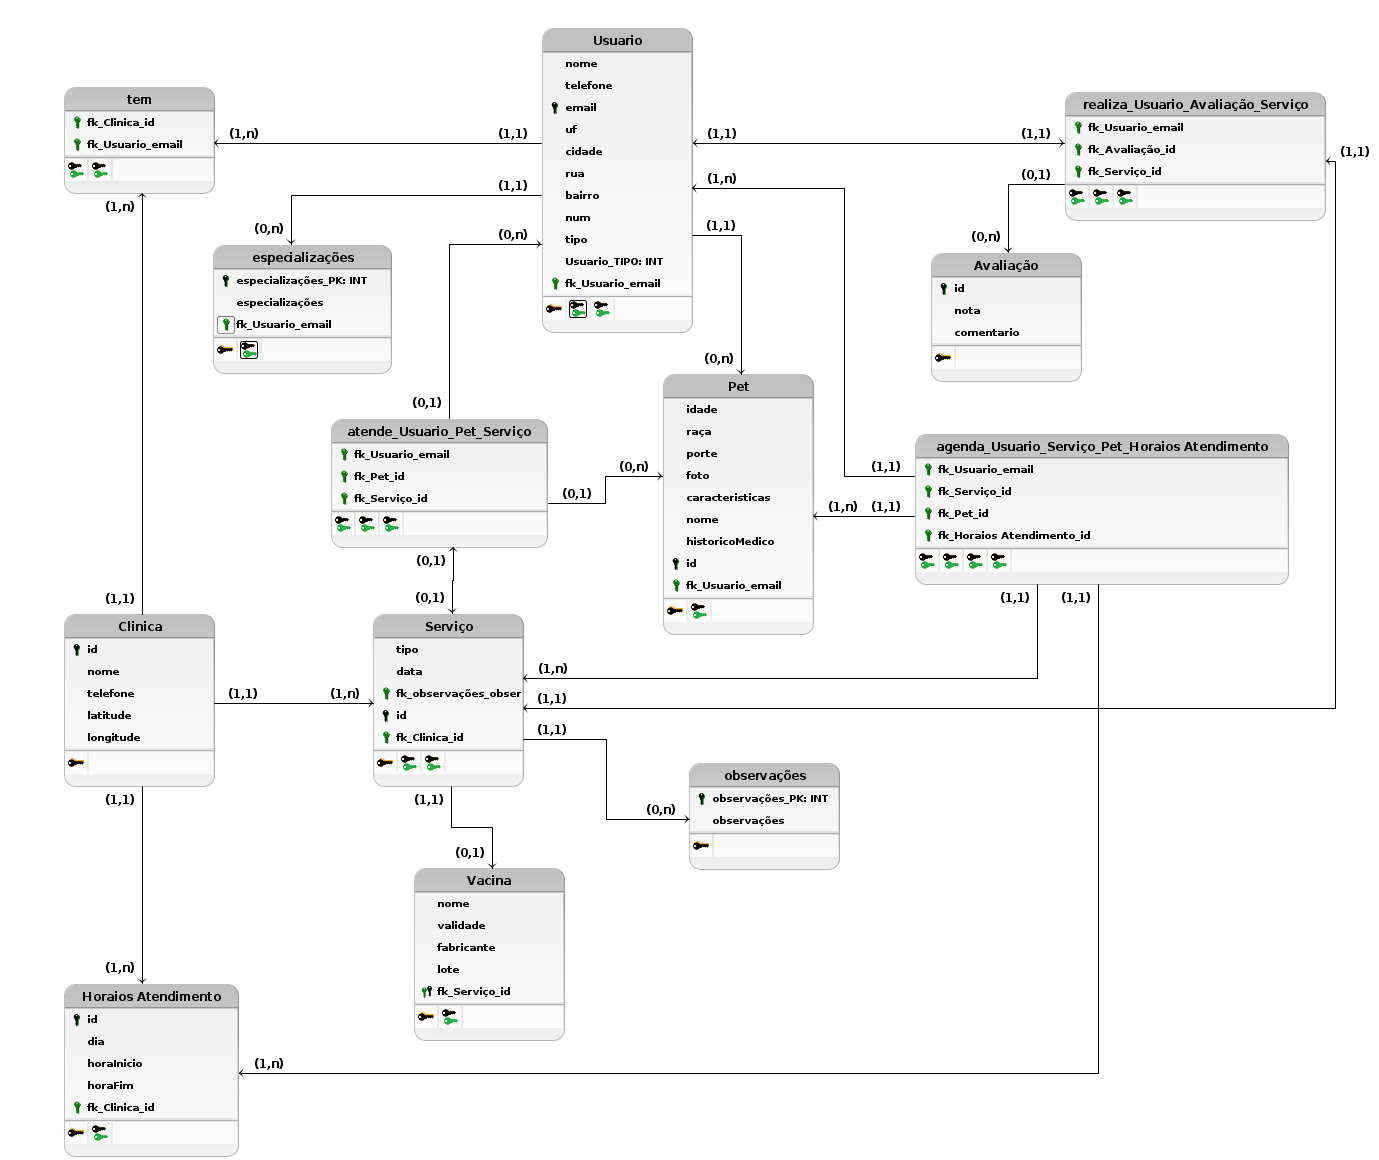 Usuario
nome
telefone
email
uf
cidade
rua
bairro
num
tipo
Usuario_TIPO: INT
fk_Usuario_email
tem
fk_Clinica_id
fk_Usuario_email
(1,n)
(1,1)
(1,n)
(1,1)
(0,n)
(0,n)
(1,1)
(1,1)
(1,n)
(1,1)
(0,n)
realiza_Usuario_Avaliação_Serviço
fk_Usuario_email
fk_Avaliação_id
fk_Serviço_id
(1,1)
(0,1)
(0,n)
especializações
especializações_PK: INT
especializações
fk_Usuario_email
Avaliação
id
nota
comentario
Pet
idade
raça
porte
foto
caracteristicas
nome
historicoMedico
id
fk_Usuario_email
(0,1)
atende_Usuario_Pet_Serviço
fk_Usuario_email
fk_Pet_id
fk_Serviço_id
(0,n)
(0,1)
agenda_Usuario_Serviço_Pet_Horaios Atendimento
fk_Usuario_email
fk_Serviço_id
fk_Pet_id
fk_Horaios Atendimento_id
(1,1)
(1,n)
(1,1)
(0,1)
(0,1)
(1,1)
(1,1)
(1,1)
Clinica
id
nome
telefone
latitude
longitude
(1,1)
(1,n)
Serviço
tipo
data
fk_observações_obser
id
fk_Clinica_id
(1,n)
(1,1)
(1,1)
observações
observações_PK: INT
observações
(0,n)
(1,1)
(1,1)
(0,1)
Vacina
nome
validade
fabricante
lote
fk_Serviço_id
(1,n)
Horaios Atendimento
id
dia
horaInicio
horaFim
fk_Clinica_id
(1,n)